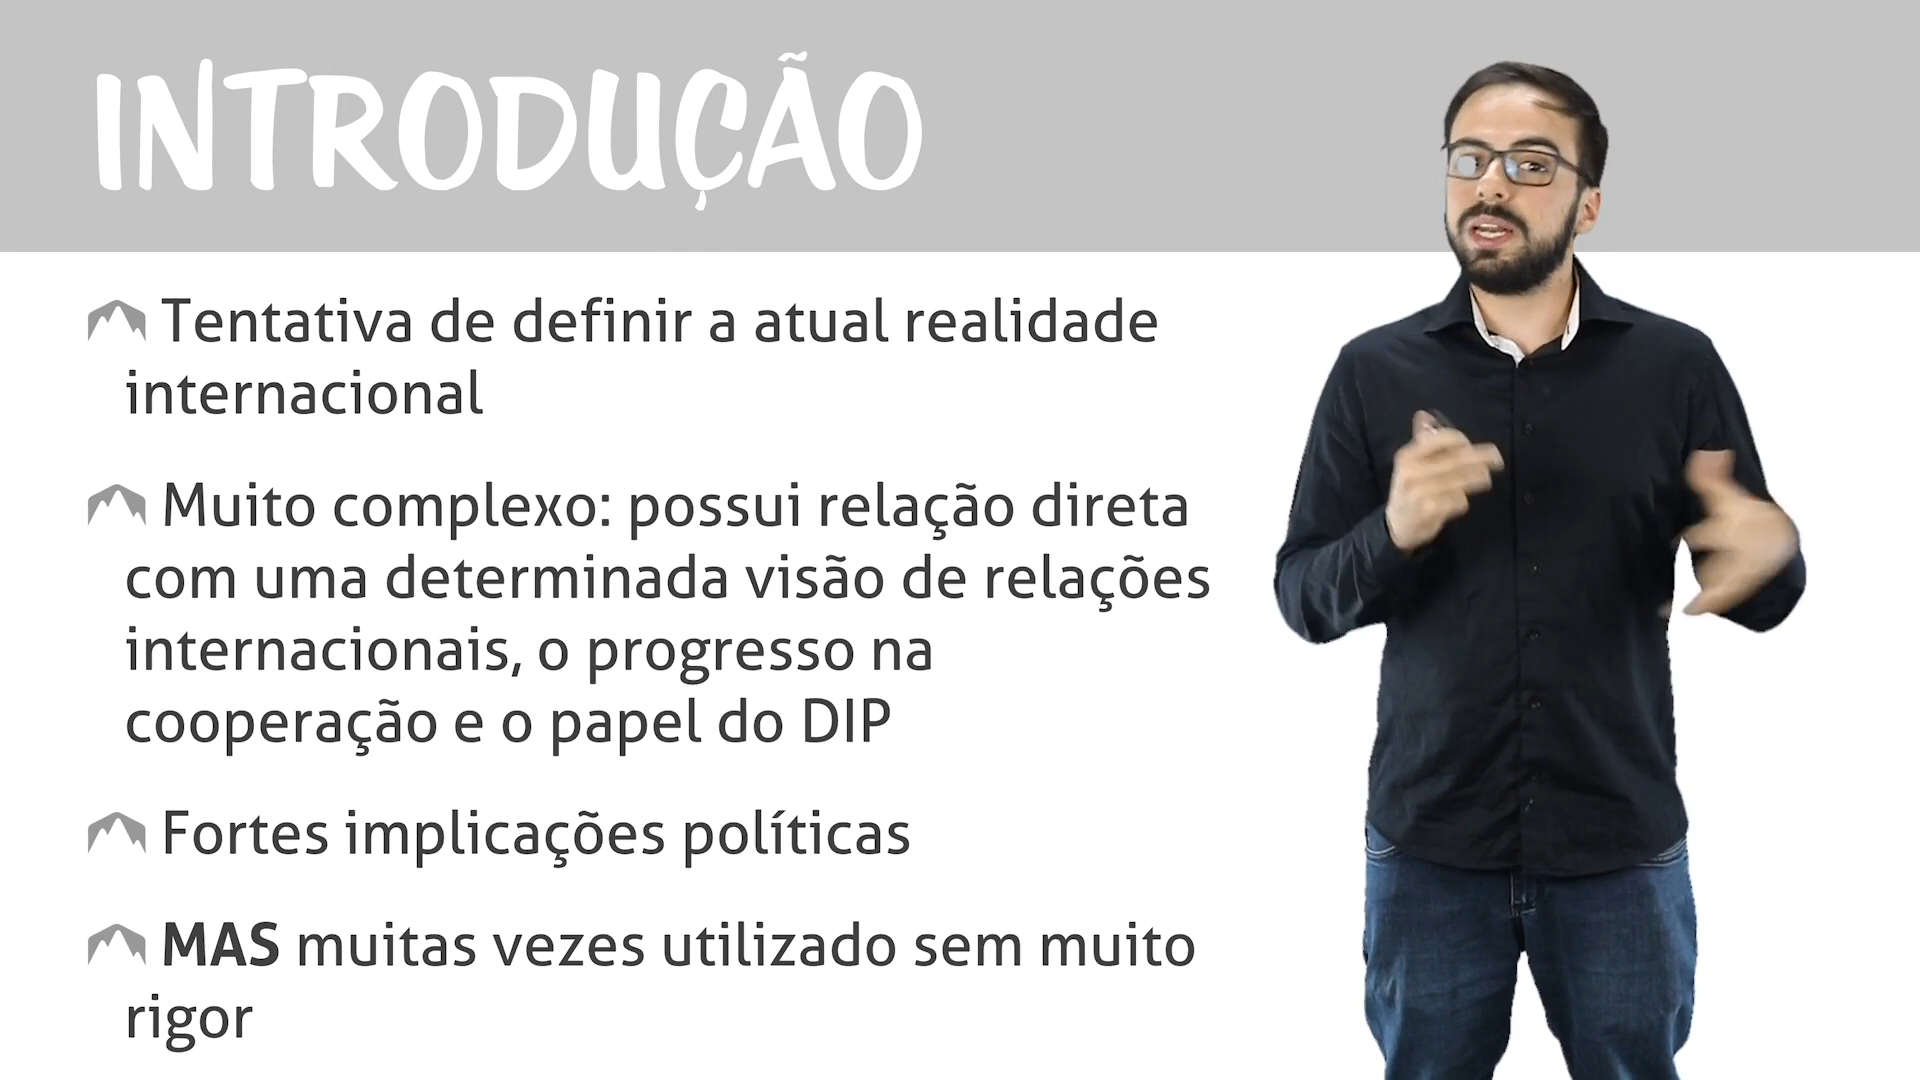 INTRODUÇÃO
Tentativa de definir a atual realidade
internacional
Muito complexo: possui relação direta
com uma determinada visão de relações
internacionais, o progresso na
cooperação e o papel do DIP
Fortes implicações políticas
MAS muitas vezes utilizado sem muito
rigor